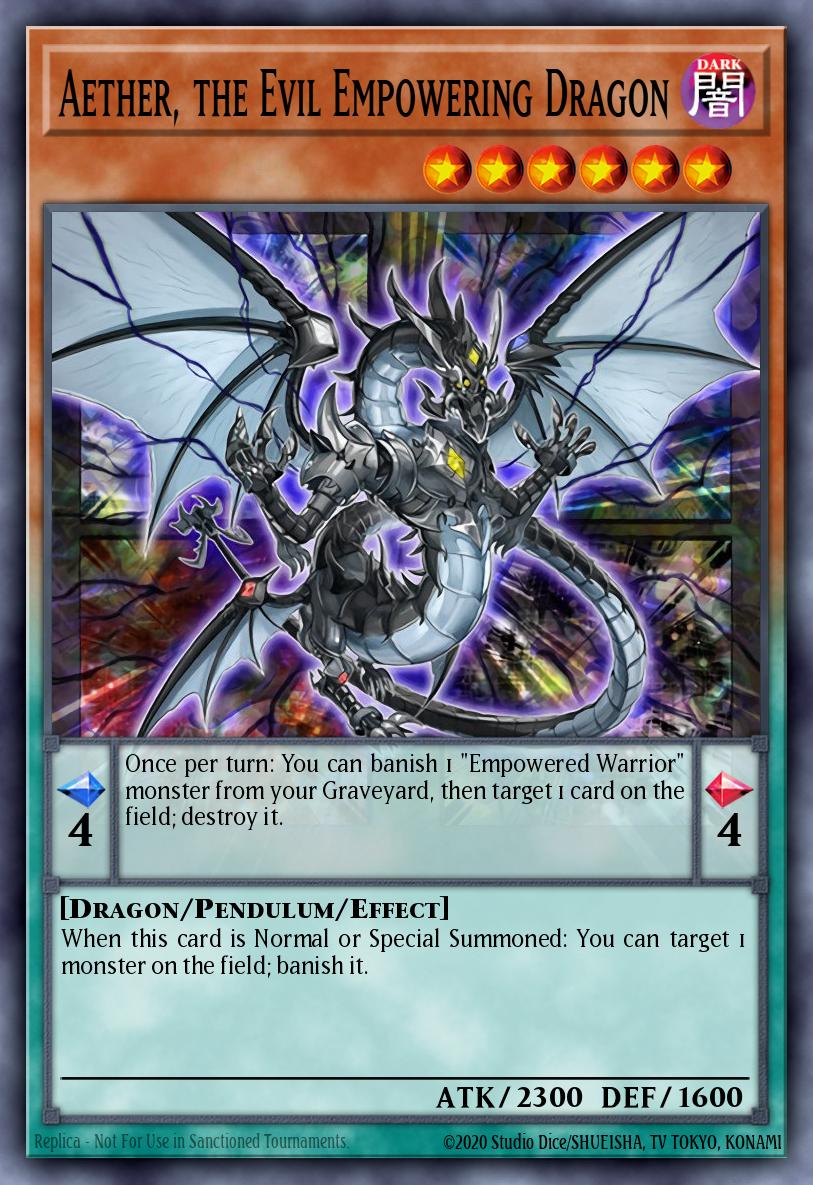 Aether, the Evil Empowering Dragon
DARK
闇
Once per turn: You can banish 1 "Empowered Warrior"
monster from your Graveyard, then target 1 card on the
field; destroy it.
4
4
[Dragon/Pendulum/Effect]
When this card is Normal or Special Summoned: You can target 1
monster on the field; banish it.
ATK/2300 DEF/1600
Replica - Not For Use in Sanctioned Tournaments.
©2020 Studio Dice/SHUEISHA, TV TOKYO, KONAMI